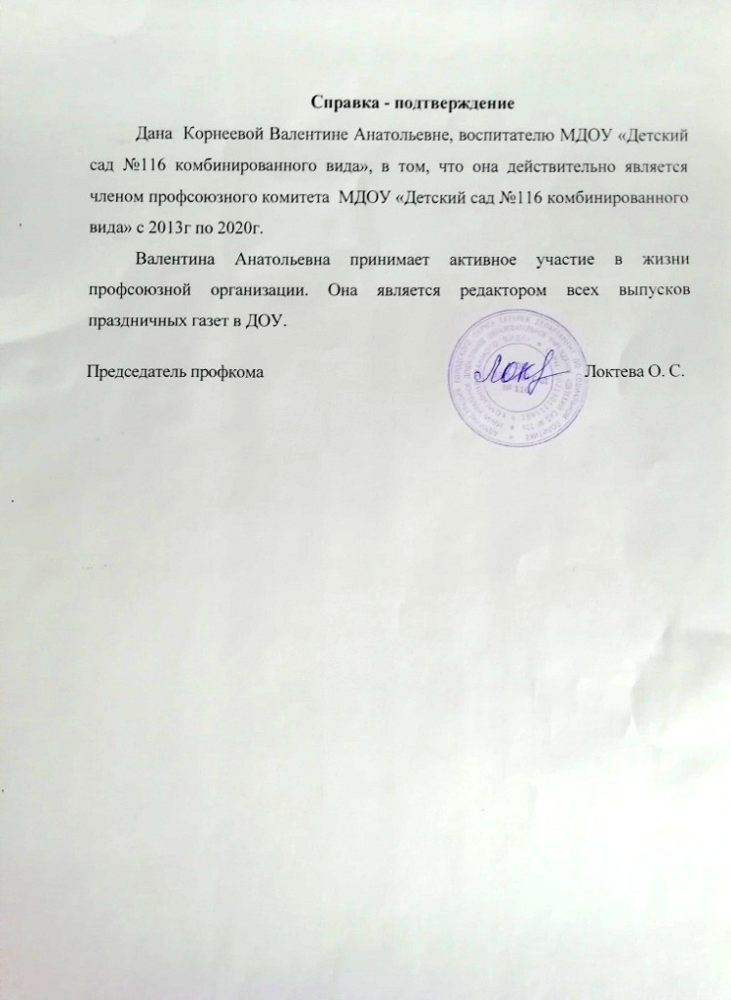 Справка - подтверждение
Дана Корнеевой Валентине Анатольевне, воспитателю МДОУ «Детский
сад №116 комбинированного вида», в том, что она действительно является
членом профсоюзного комитета МДОУ «Детский сад №116 комбинированного
вида» с 2013г по 2020г.
Валентина Анатольевна принимает активное участие в жизни
профсоюзной организации. Она является редактором всех выпусков
праздничных газет в ДОУ.
Председатель профкома Локтева О. С.